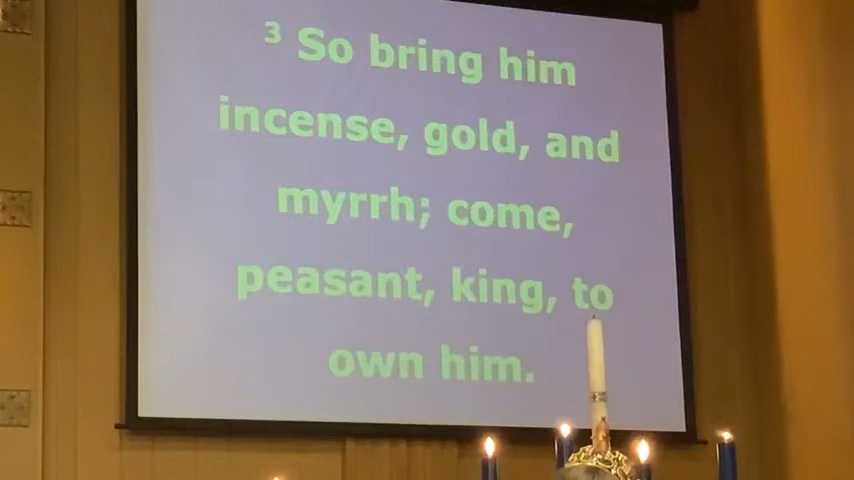 3 So bring him
incense, gold, and
myrrh; come,
peasant, king, to
own him.